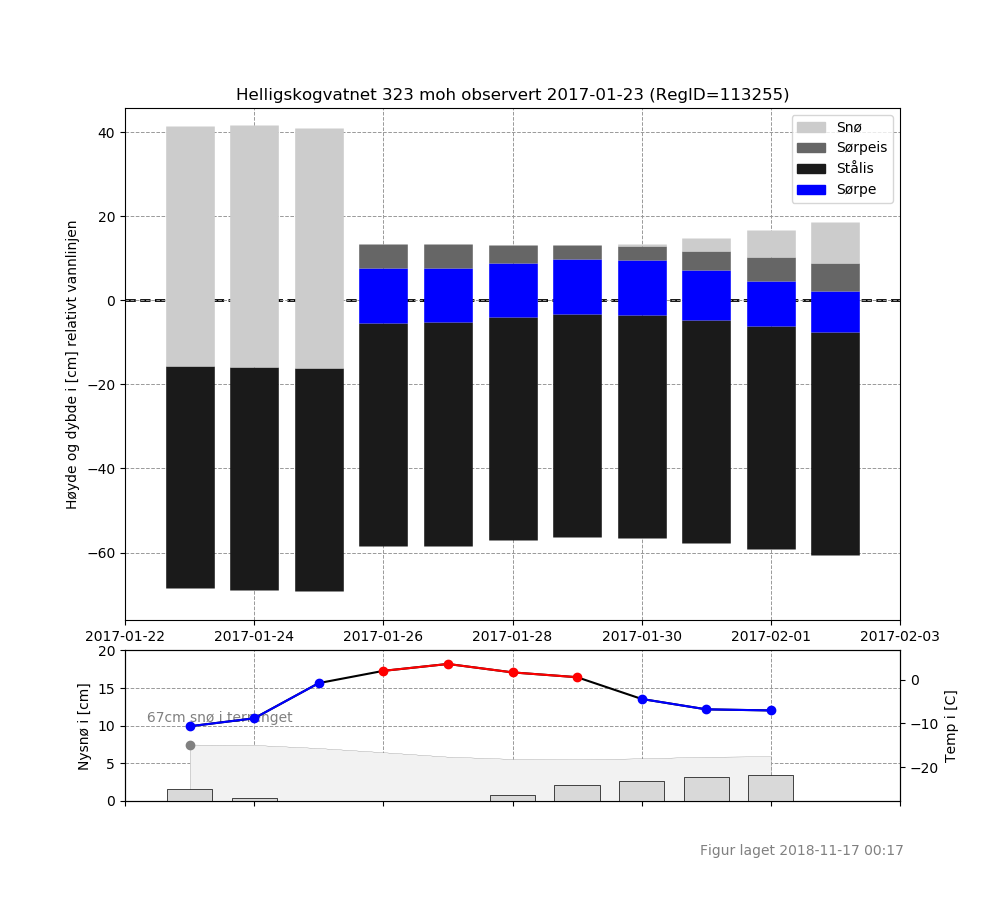 Helligskogvatnet 323 moh observert 2017-01-23 (RegID=113255)
Høyde og dybde i [cm] relativt vannlinjen
40
20
0
−20
−40
−60
Snø
Sørpeis
Stålis
Sørpe
2017-01-22 2017-01-24 2017-01-26 2017-01-28 2017-01-30 2017-02-01 2017-02-03
Nysnø i [cm]
20
15
10
5
0
67cm snø i terrenget
0
−10
−20
Temp i [C]
Figur laget 2018-11-17 00:17